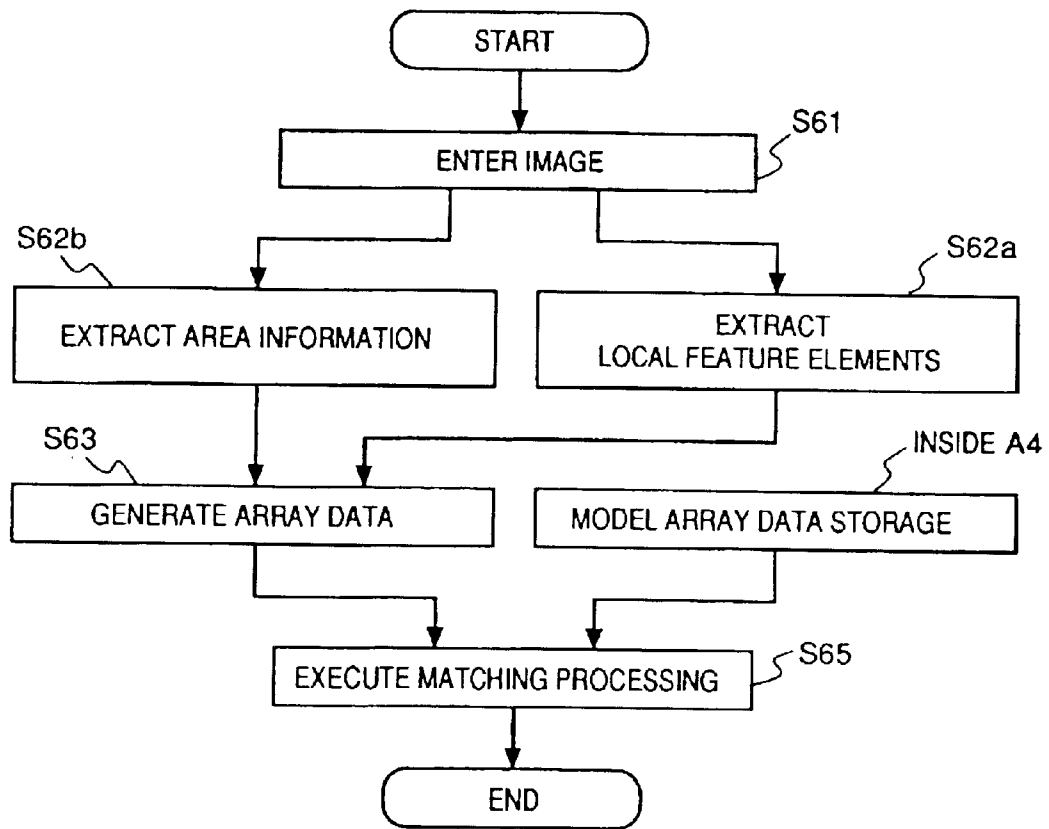 START
S61
ENTER IMAGE
S62b
S62a
EXTRACT AREA INFORMATION
EXTRACT
LOCAL FEATURE ELEMENTS
S63
INSIDE A4
GENERATE ARRAY DATA
MODEL ARRAY DATA STORAGE
S65
EXECUTE MATCHING PROCESSING
END